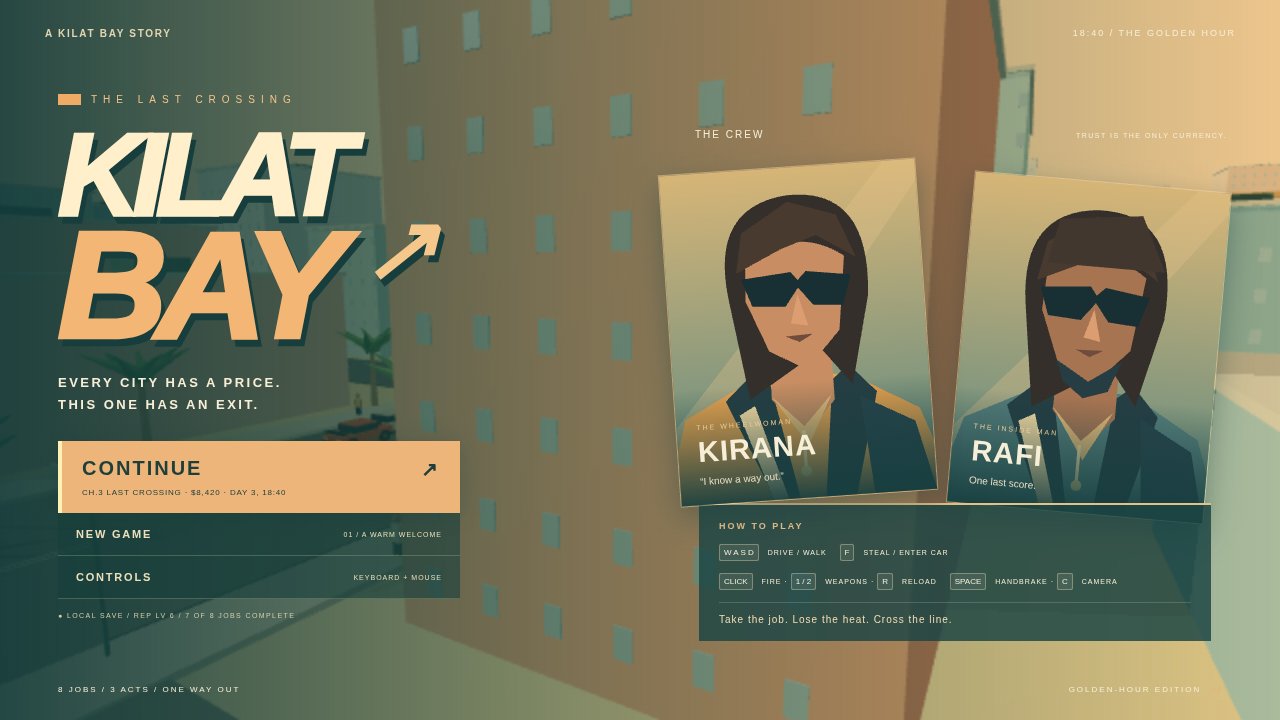 A KILAT BAY STORY
18:40 / THE GOLDEN HOUR
THE LAST CROSSING
KILAT
BAY ↗
EVERY CITY HAS A PRICE.
THIS ONE HAS AN EXIT.
CONTINUE ↗
CH.3 LAST CROSSING · $8,420 · DAY 3, 18:40
NEW GAME 01 / A WARM WELCOME
CONTROLS KEYBOARD + MOUSE
● LOCAL SAVE / REP LV 6 / 7 OF 8 JOBS COMPLETE
8 JOBS / 3 ACTS / ONE WAY OUT
THE CREW
TRUST IS THE ONLY CURRENCY.
THE WHEELWOMAN
KIRANA
"I know a way out."
THE INSIDE MAN
RAFI
One last score.
HOW TO PLAY
W A S D DRIVE / WALK F STEAL / ENTER CAR
CLICK FIRE · 1 / 2 WEAPONS · R RELOAD SPACE HANDBRAKE · C CAMERA
Take the job. Lose the heat. Cross the line.
GOLDEN-HOUR EDITION